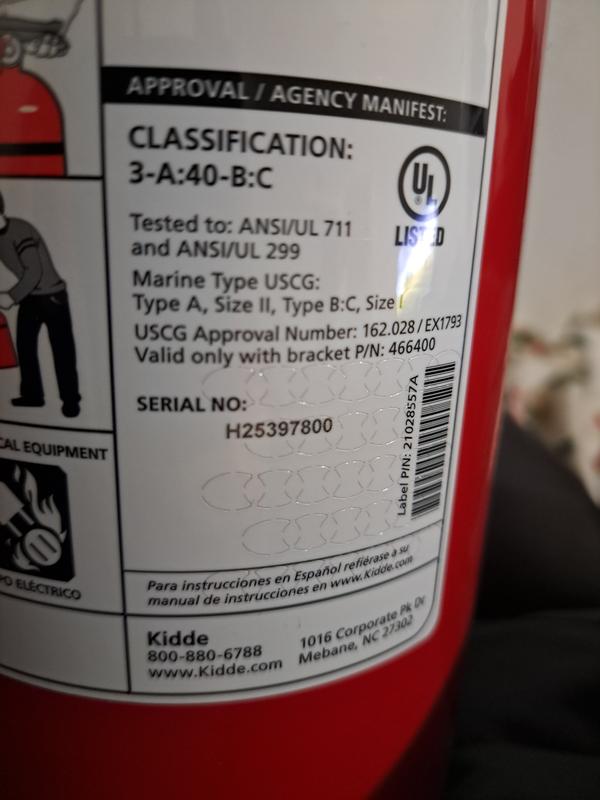 APPROVAL / AGENCY MANIFEST:
CLASSIFICATION:
3-A:40-B:C
UL
®
LISTED
Tested to: ANSI/UL 711
and ANSI/UL 299
Marine Type USCG:
Type A, Size II, Type B:C, Size I
USCG Approval Number: 162.028/EX1793
Valid only with bracket P/N: 466400
SERIAL NO:
H25397800
Label P/N: 21028557A
CAL EQUIPMENT
PO ELÉCTRICO
Para instrucciones en Español refiérase a su
manual de instrucciones en www.Kidde.com
Kidde
800-880-6788
www.Kidde.com
1016 Corporate Pk Dr
Mebane, NC 27302